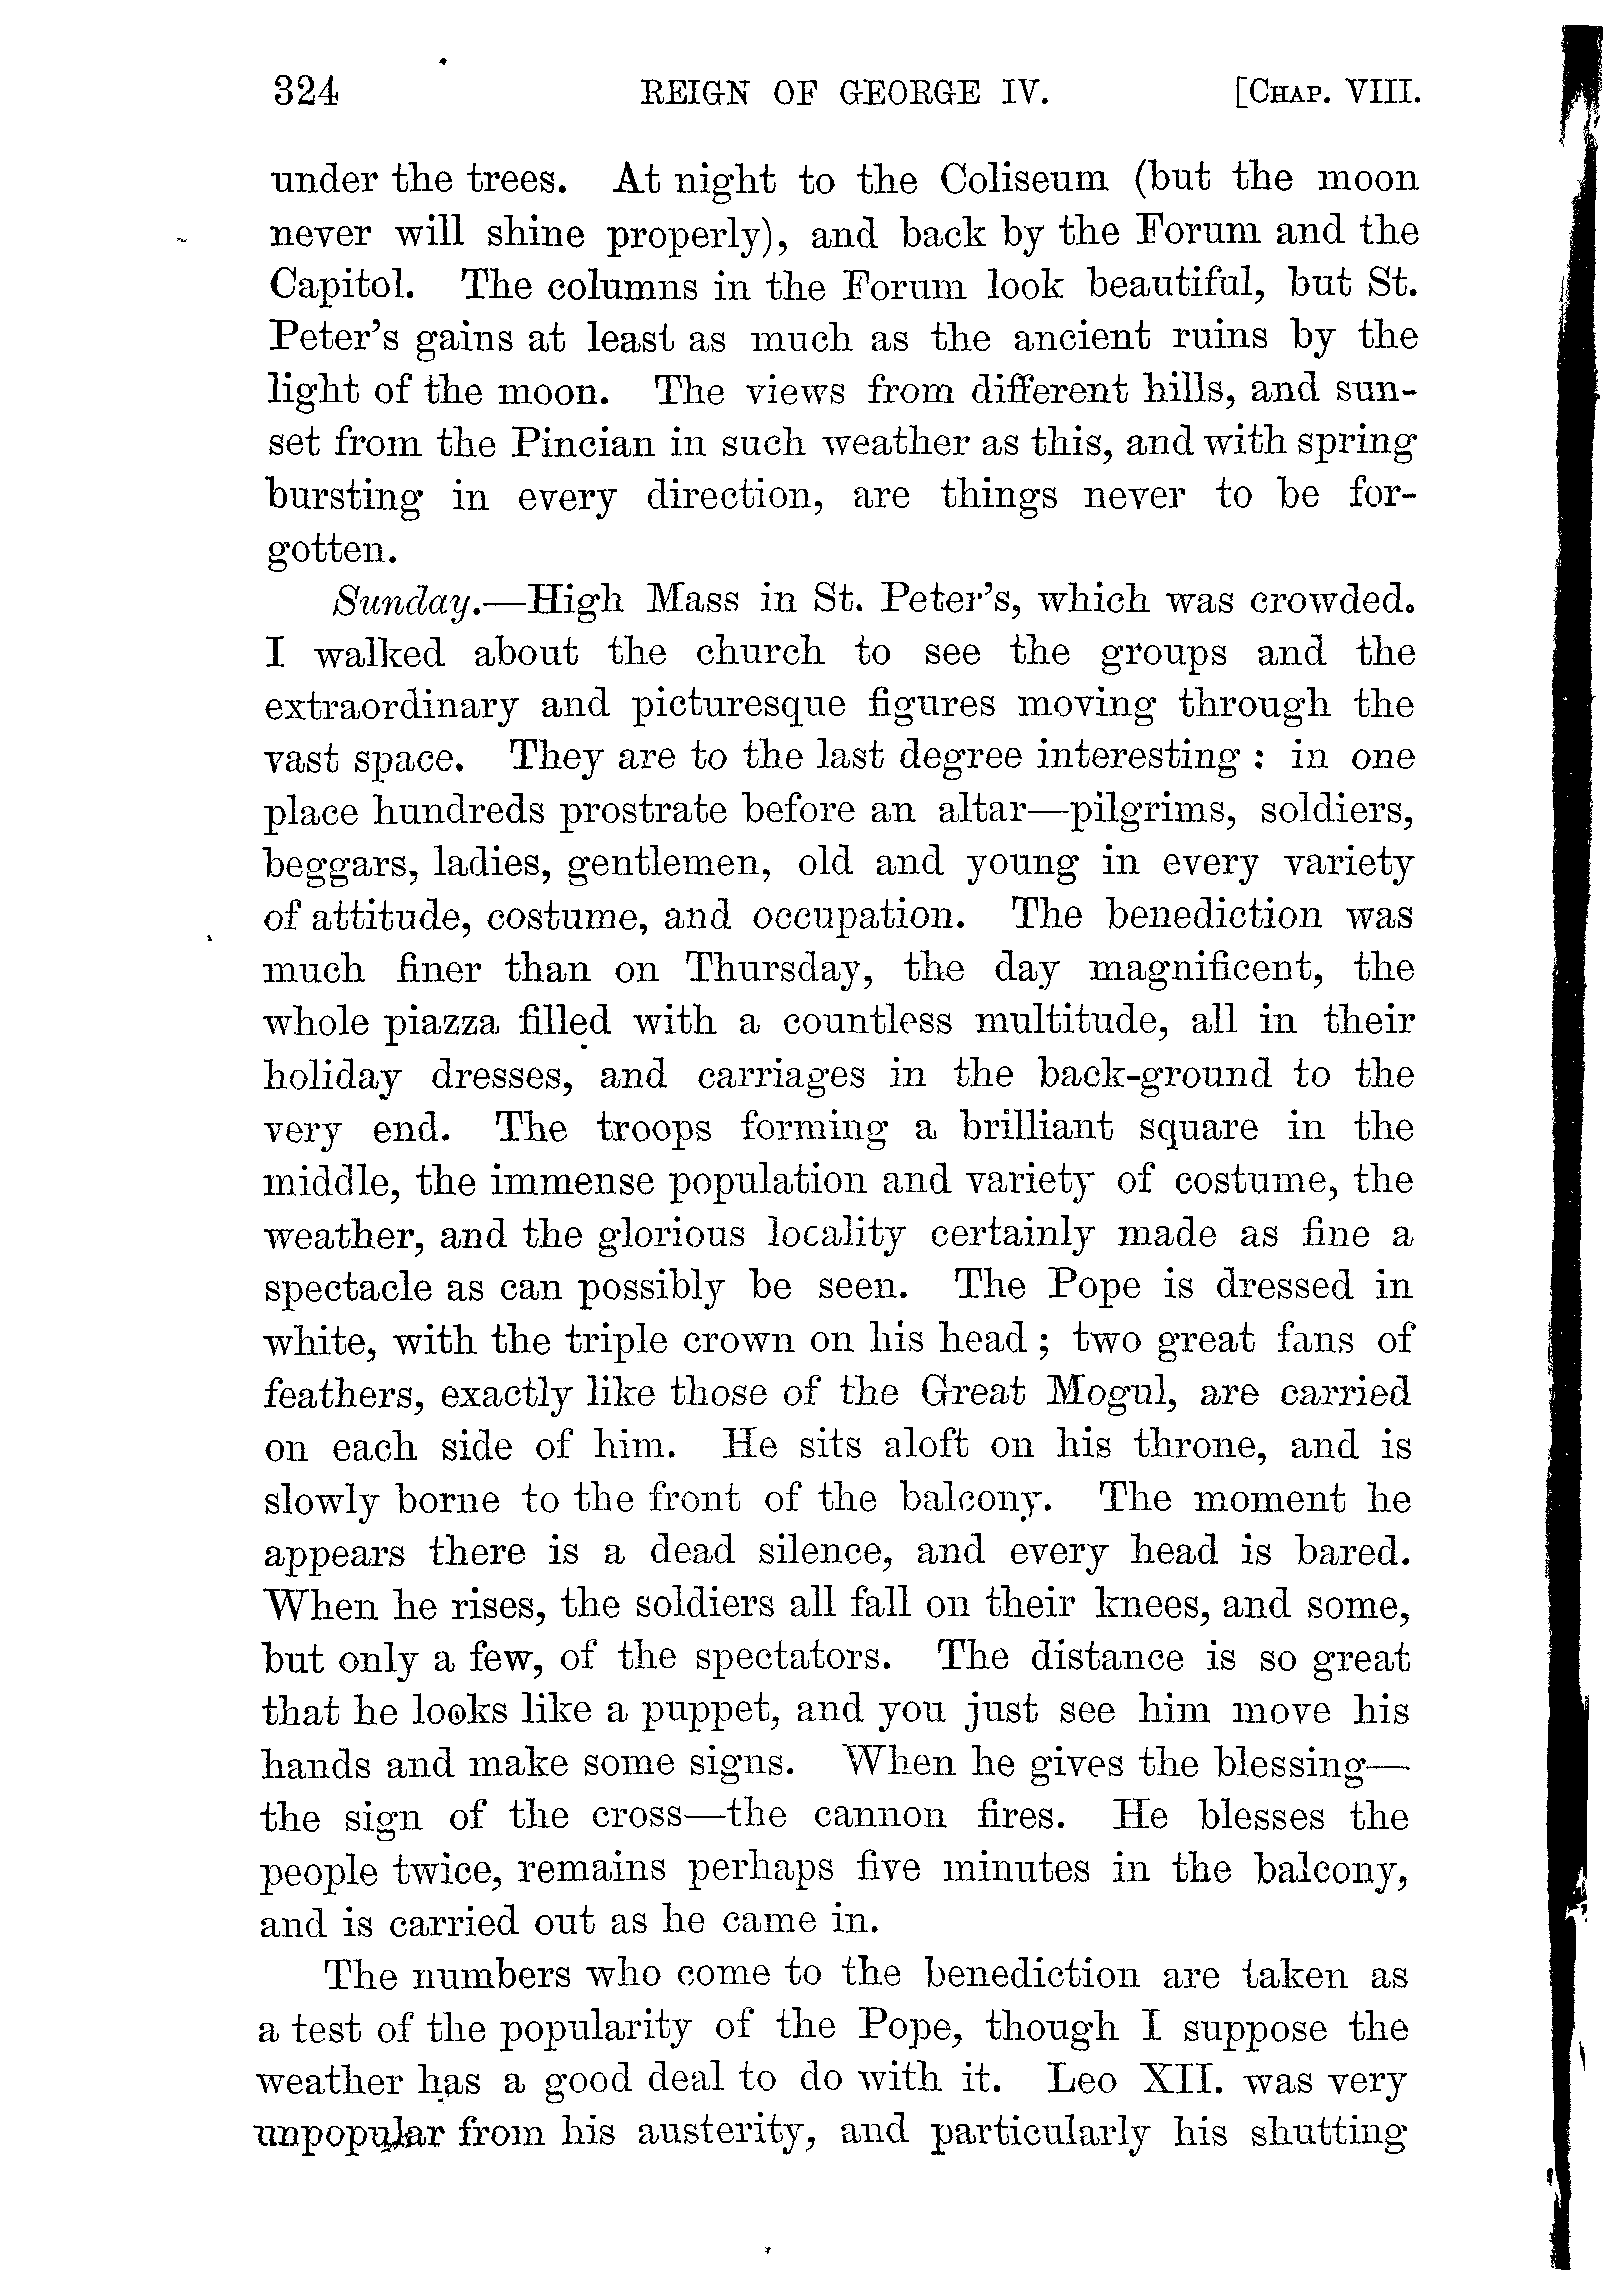 324 REIGN OF GEORGE IV. [CHAP. VIII.
under the trees. At night to the Coliseum (but the moon
never will shine properly), and back by the Forum and the
Capitol. The columns in the Forum look beautiful, but St.
Peter's gains at least as much as the ancient ruins by the
light of the moon. The views from different hills, and sun-
set from the Pincian in such weather as this, and with spring
bursting in every direction, are things never to be for-
gotten.
Sunday.—High Mass in St. Peter's, which was crowded.
I walked about the church to see the groups and the
extraordinary and picturesque figures moving through the
vast space. They are to the last degree interesting: in one
place hundreds prostrate before an altar—pilgrims, soldiers,
beggars, ladies, gentlemen, old and young in every variety
of attitude, costume, and occupation. The benediction was
much finer than on Thursday, the day magnificent, the
whole piazza filled with a countless multitude, all in their
holiday dresses, and carriages in the back-ground to the
very end. The troops forming a brilliant square in the
middle, the immense population and variety of costume, the
weather, and the glorious locality certainly made as fine a
spectacle as can possibly be seen. The Pope is dressed in
white, with the triple crown on his head; two great fans of
feathers, exactly like those of the Great Mogul, are carried
on each side of him. He sits aloft on his throne, and is
slowly borne to the front of the balcony. The moment he
appears there is a dead silence, and every head is bared.
When he rises, the soldiers all fall on their knees, and some,
but only a few, of the spectators. The distance is so great
that he looks like a puppet, and you just see him move his
hands and make some signs. When he gives the blessing—
the sign of the cross—the cannon fires. He blesses the
people twice, remains perhaps five minutes in the balcony,
and is carried out as he came in.
The numbers who come to the benediction are taken as
a test of the popularity of the Pope, though I suppose the
weather has a good deal to do with it. Leo XII. was very
unpopular from his austerity, and particularly his shutting